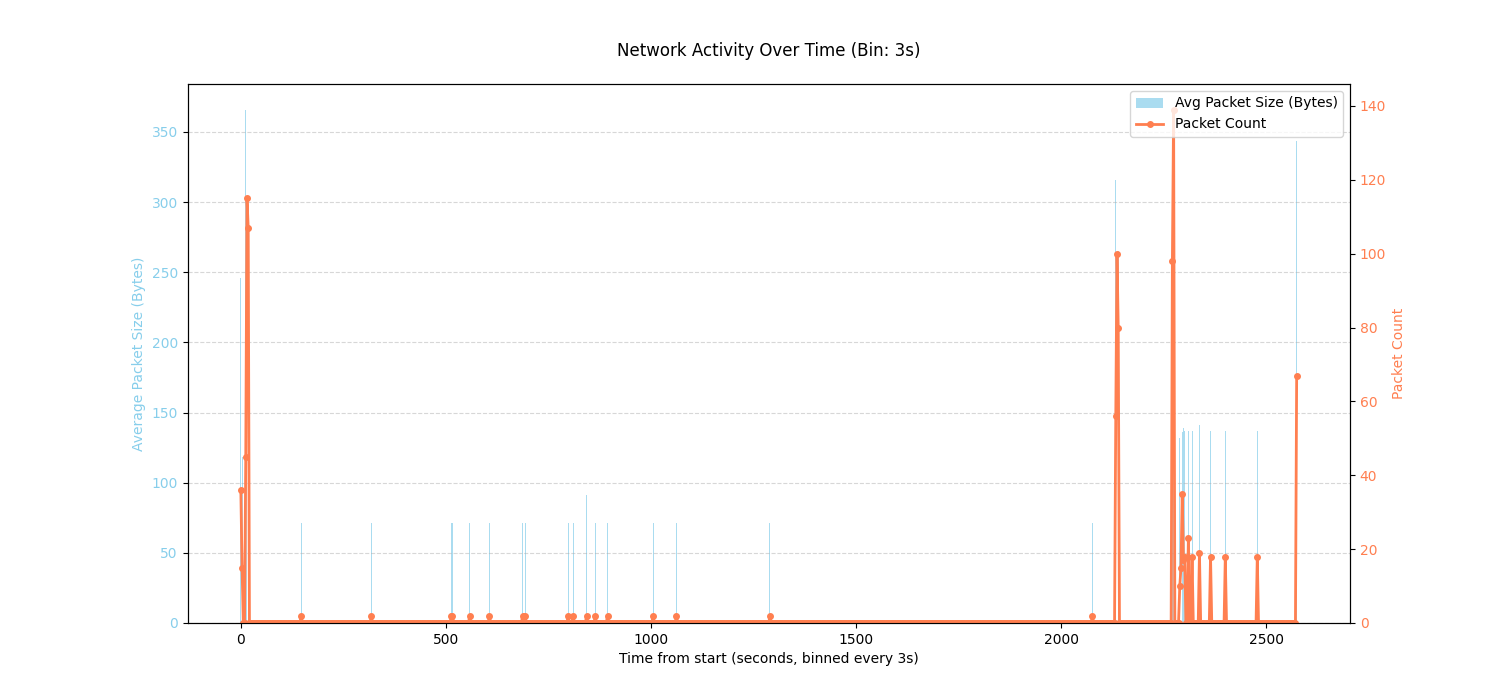 Network Activity Over Time (Bin: 3s)
Avg Packet Size (Bytes)
Packet Count
Average Packet Size (Bytes)
350
300
250
200
150
100
50
0
140
120
100
80
60
40
20
0
Packet Count
0 500 1000 1500 2000 2500
Time from start (seconds, binned every 3s)